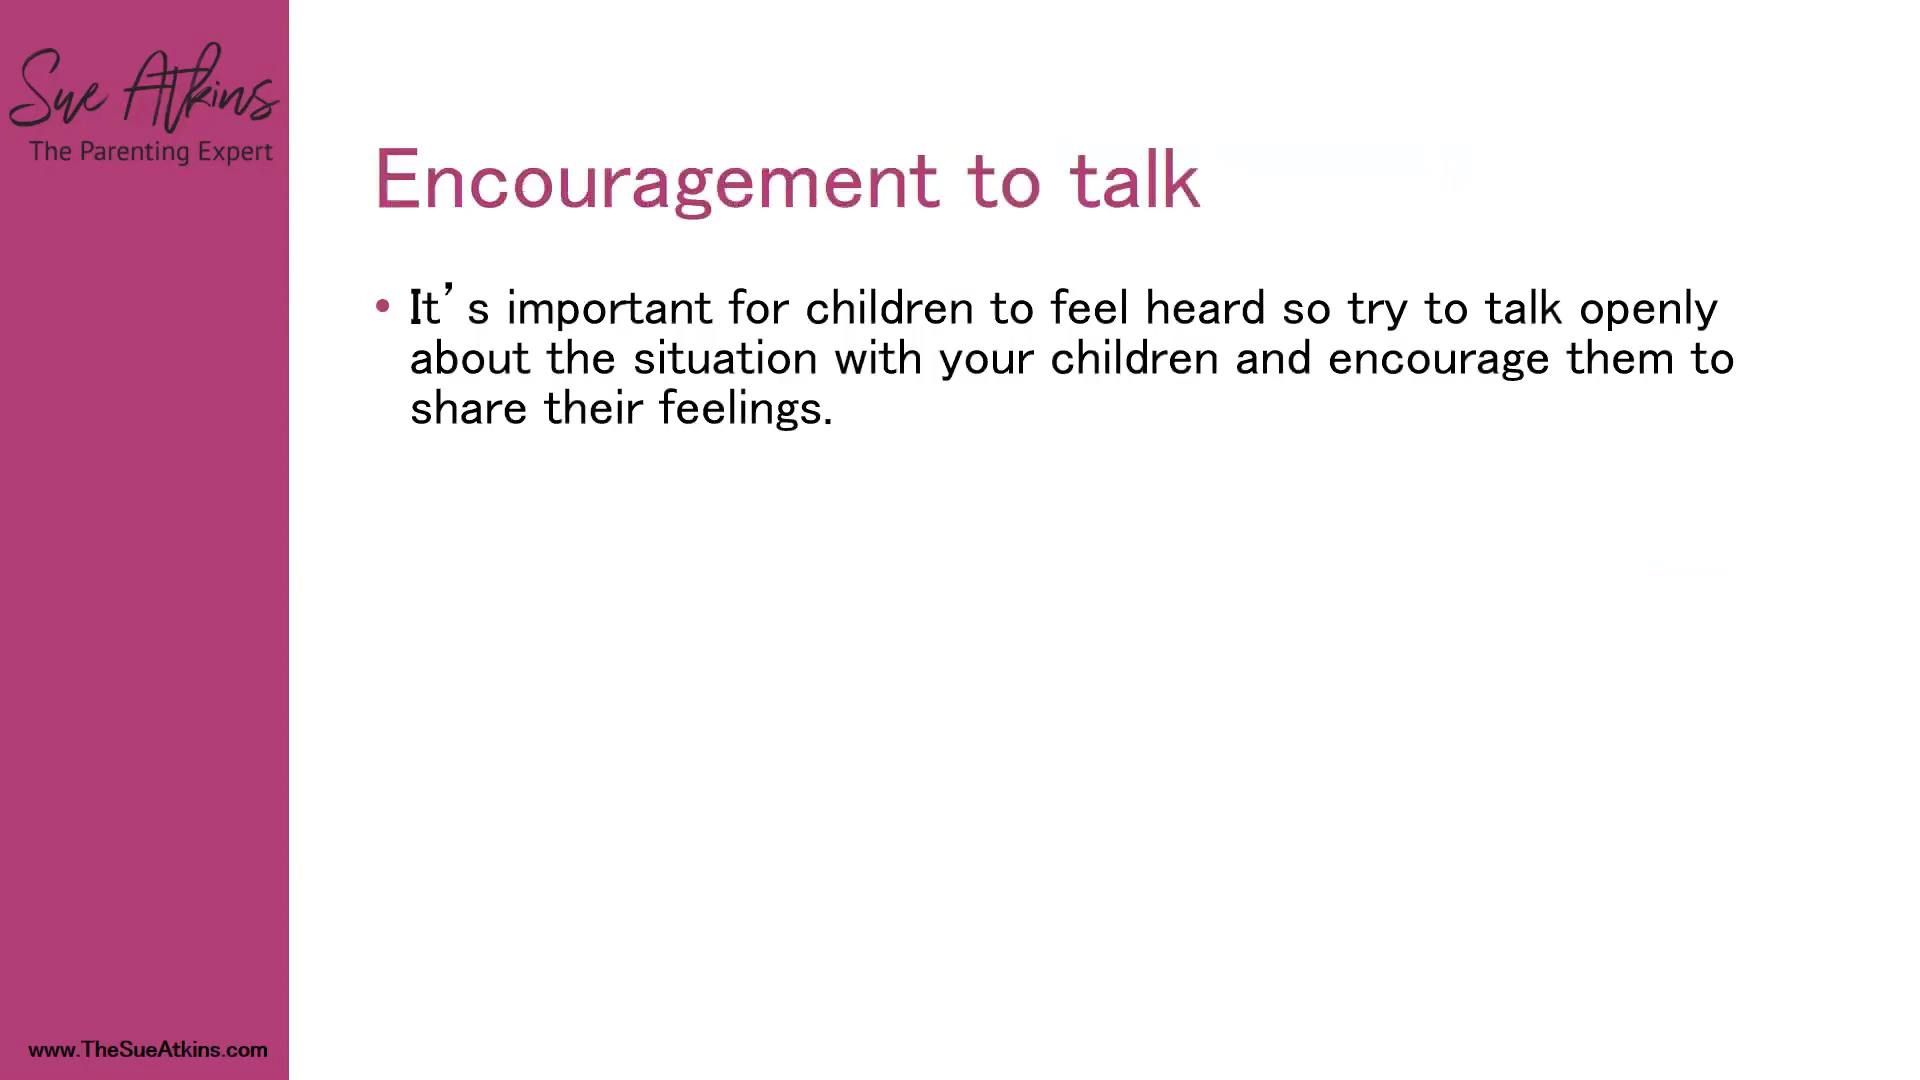 Sue Atkins
The Parenting Expert
Encouragement to talk
• It’s important for children to feel heard so try to talk openly
about the situation with your children and encourage them to
share their feelings.
www.TheSueAtkins.com